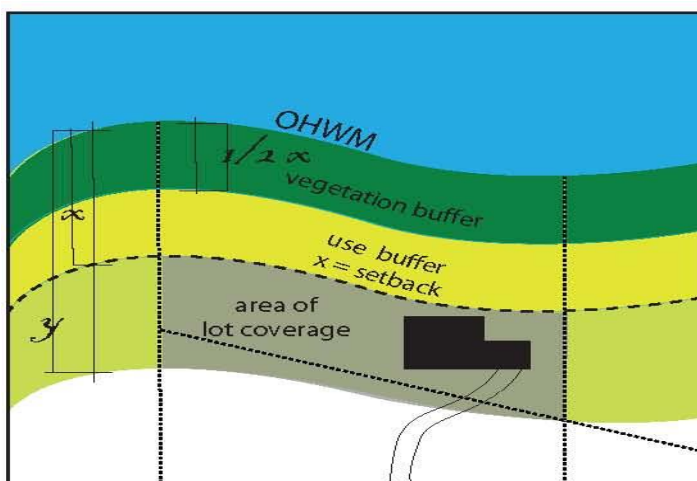 OHWM
1/2 x
vegetation buffer
x
use buffer
x = setback
area of
lot coverage
y